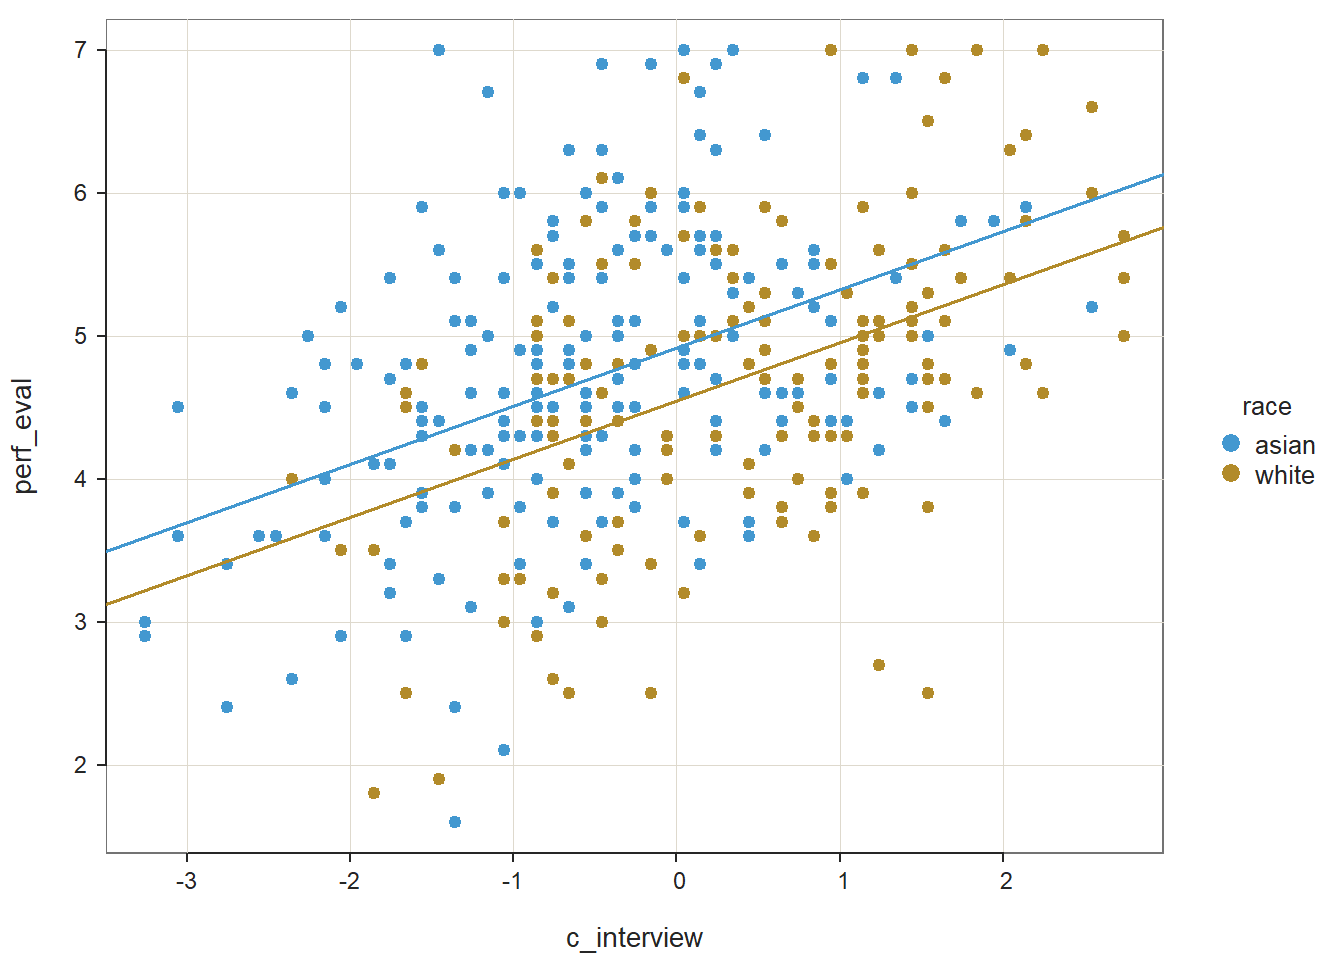 7
6
5
4
3
2
perf_eval
-3 -2 -1 0 1 2
c_interview
race
asian
white